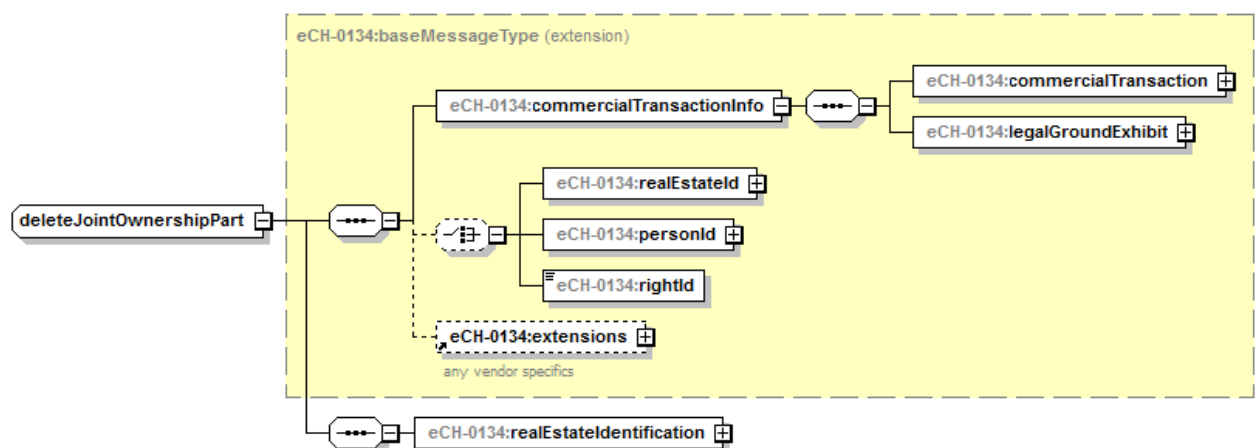 eCH-0134:baseMessageType (extension)
eCH-0134:commercialTransactionInfo
eCH-0134:commercialTransaction
eCH-0134:legalGroundExhibit
deleteJointOwnershipPart
eCH-0134:realEstateId
eCH-0134:personId
eCH-0134:rightId
eCH-0134:extensions
any vendor specifics
eCH-0134:realEstateIdentification